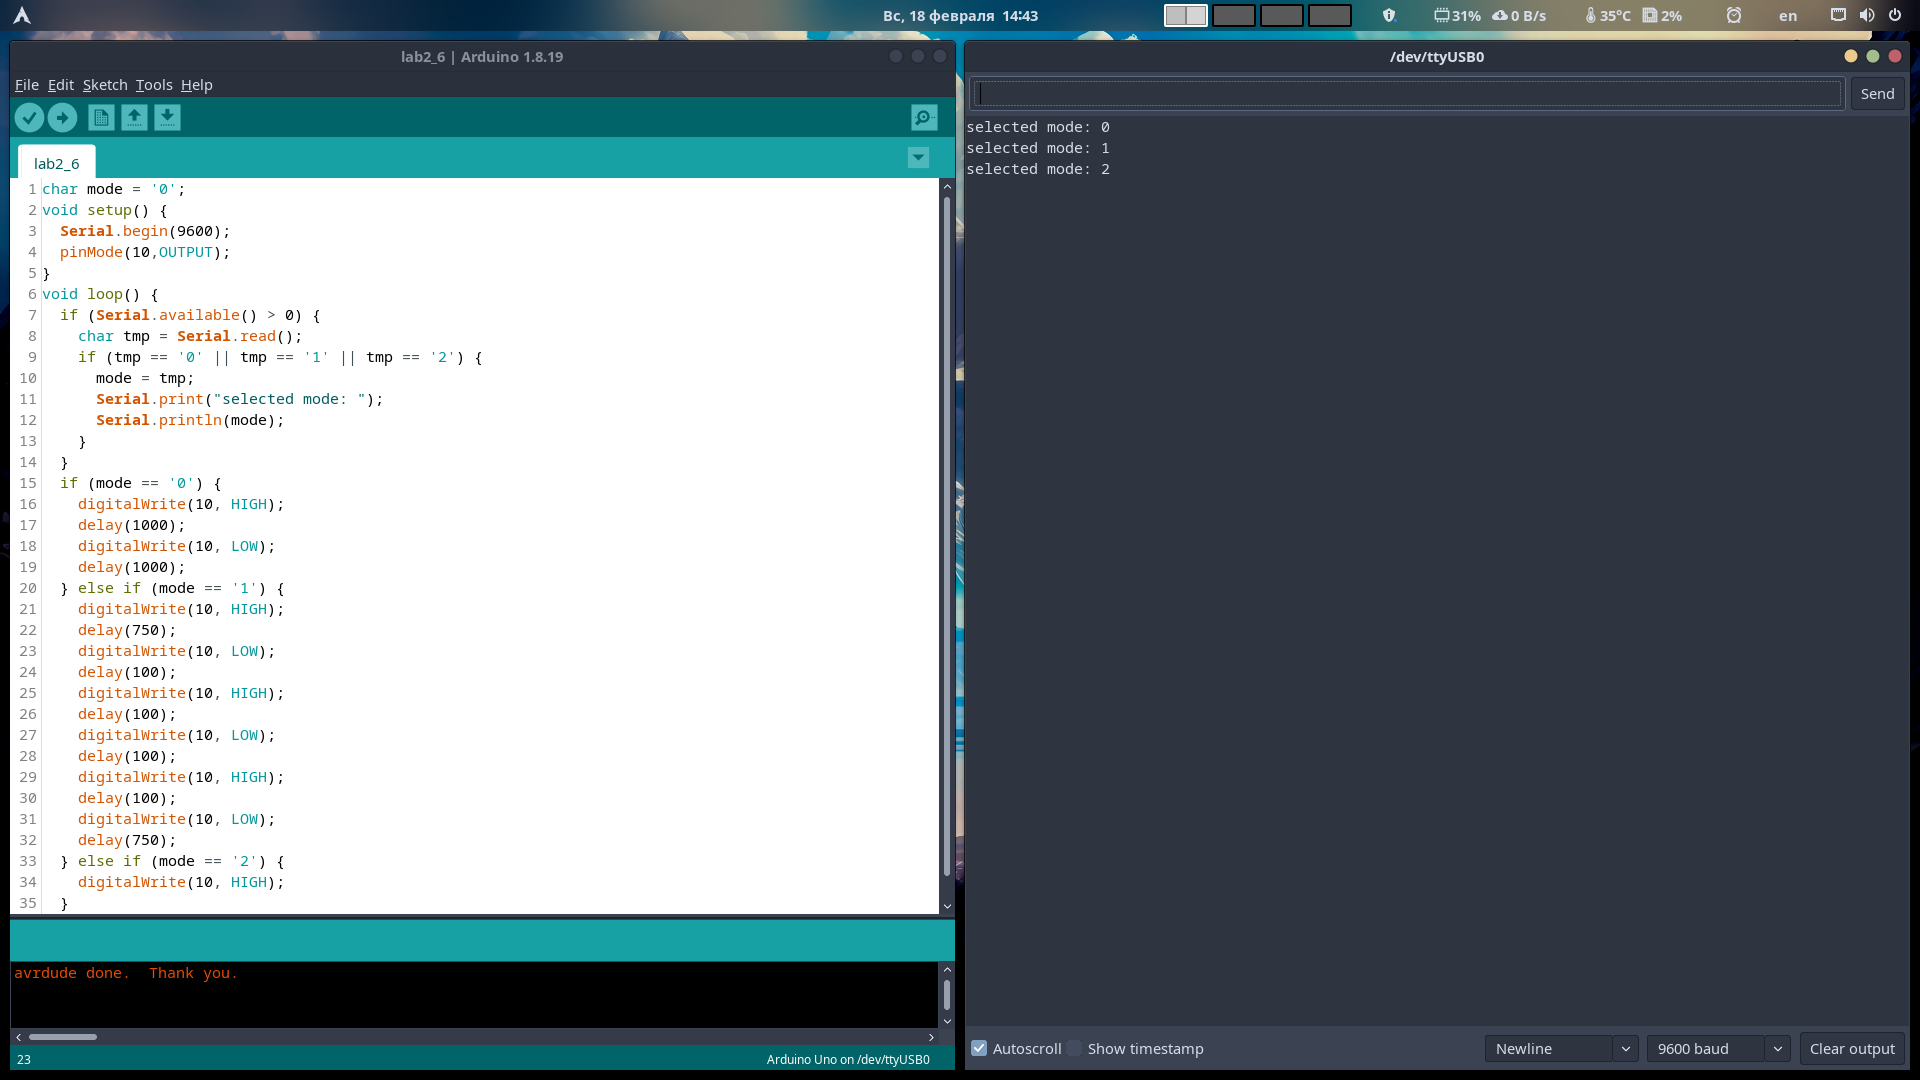 Вс, 18 февраля 14:43
31% 0 B/s 35°C 2% en
lab2_6 | Arduino 1.8.19
File Edit Sketch Tools Help
lab2_6
1 char mode = '0';
2 void setup() {
3 Serial.begin(9600);
4 pinMode(10,OUTPUT);
5 }
6 void loop() {
7 if (Serial.available() > 0) {
8 char tmp = Serial.read();
9 if (tmp == '0' || tmp == '1' || tmp == '2') {
10 mode = tmp;
11 Serial.print("selected mode: ");
12 Serial.println(mode);
13 }
14 }
15 if (mode == '0') {
16 digitalWrite(10, HIGH);
17 delay(1000);
18 digitalWrite(10, LOW);
19 delay(1000);
20 } else if (mode == '1') {
21 digitalWrite(10, HIGH);
22 delay(750);
23 digitalWrite(10, LOW);
24 delay(100);
25 digitalWrite(10, HIGH);
26 delay(100);
27 digitalWrite(10, LOW);
28 delay(100);
29 digitalWrite(10, HIGH);
30 delay(100);
31 digitalWrite(10, LOW);
32 delay(750);
33 } else if (mode == '2') {
34 digitalWrite(10, HIGH);
35 }
avrdude done.  Thank you.
23
Arduino Uno on /dev/ttyUSB0
/dev/ttyUSB0
Send
selected mode: 0
selected mode: 1
selected mode: 2
Autoscroll Show timestamp
Newline
9600 baud
Clear output